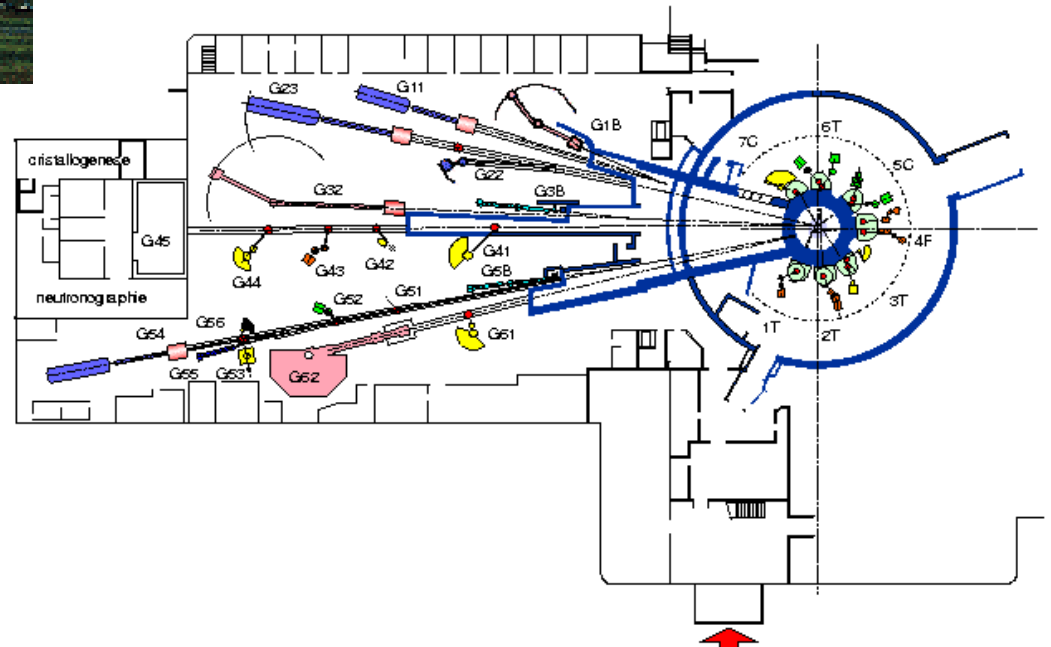 G23
G11
G1B
7C
6T
5C
cristallogenese
G22
G32
G3B
G45
4F
G44
G43
G42
G41
G5B
neutronographie
3T
G52
G51
G56
G54
G61
1T
2T
G55
G53
G62